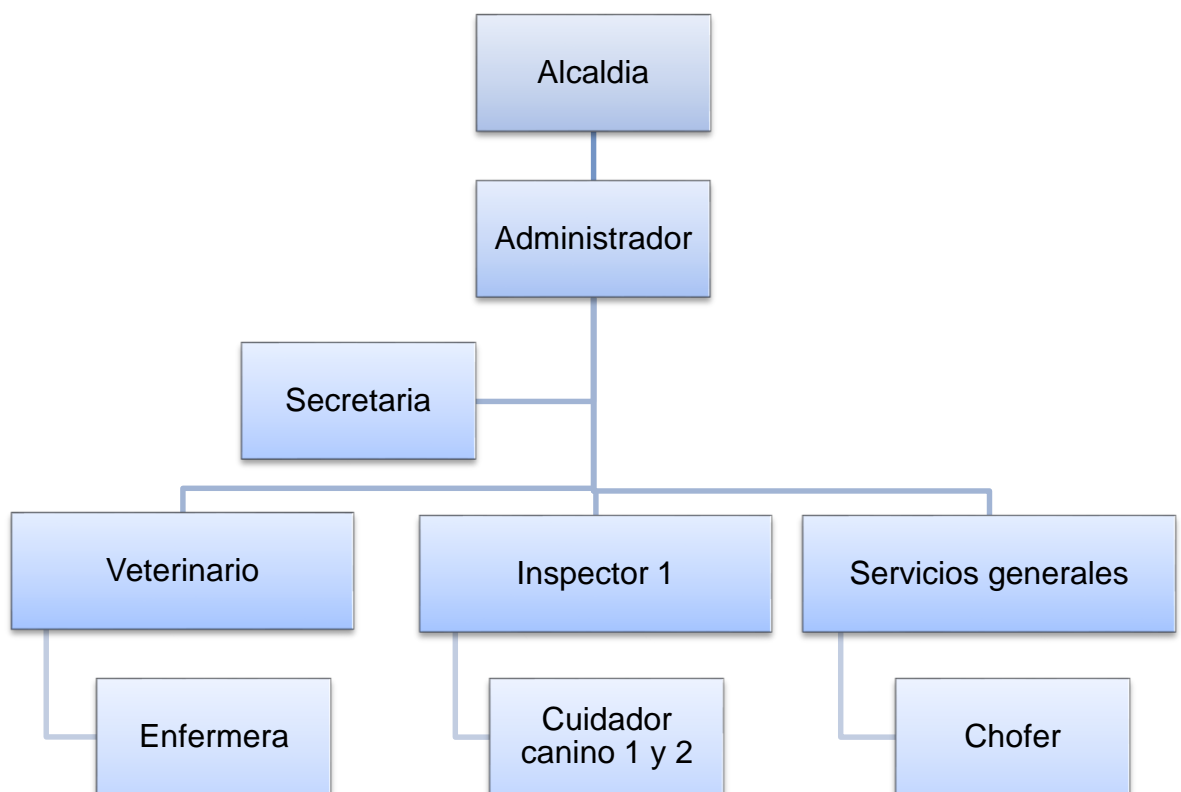 Alcaldia
Administrador
Secretaria
Veterinario
Inspector 1
Servicios generales
Enfermera
Cuidador
canino 1 y 2
Chofer